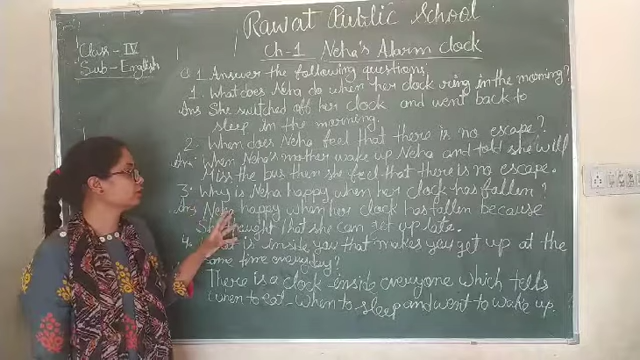 Rawat Public School
Class - IV
Sub - English
Ch-1 Neha's Alarm Clock
Q.1 Answer the following questions:
1. What does Neha do when her clock ring in the morning?
Ans She switched off her clock and went back to
sleep in the morning.
2. When does Neha feel that there is no escape?
Ans When Neha's mother wake up Neha and told she will
Miss the bus then she feel that there is no escape.
3. Why is Neha happy when her clock has fallen?
Ans Neha happy when her clock has fallen because
She thought that she can get up late.
4. is inside you that makes you get up at the
same time everyday?
There is a clock inside everyone which tells
when to eat - when to sleep and went to wake up.